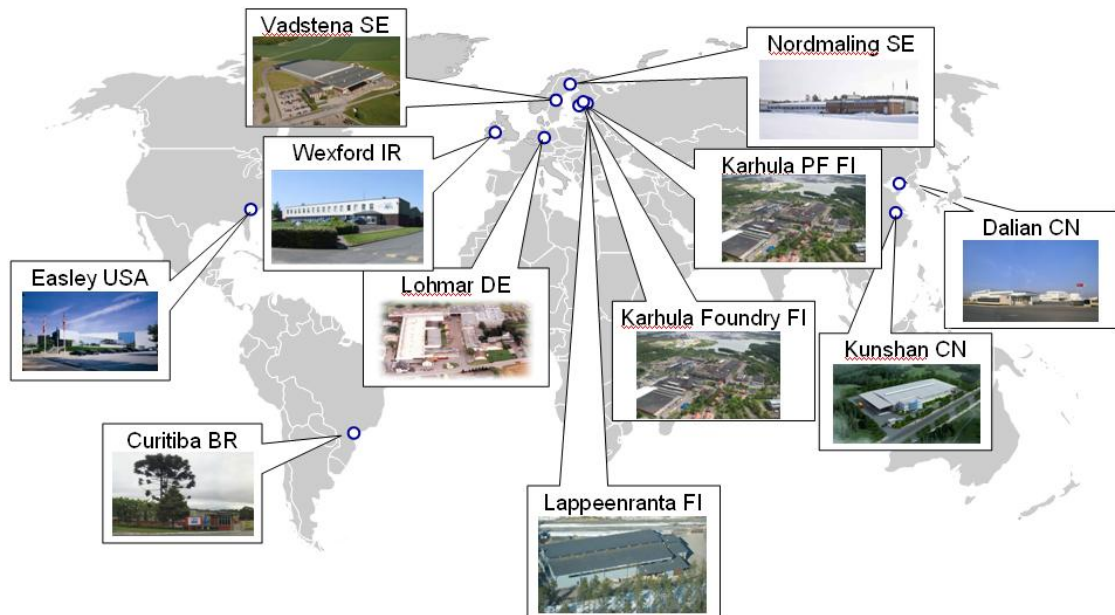 Vadstena SE
Nordmaling SE
Wexford IR
Karhula PF FI
Dalian CN
Easley USA
Lohmar DE
Karhula Foundry FI
Kunshan CN
Curitiba BR
Lappeenranta FI